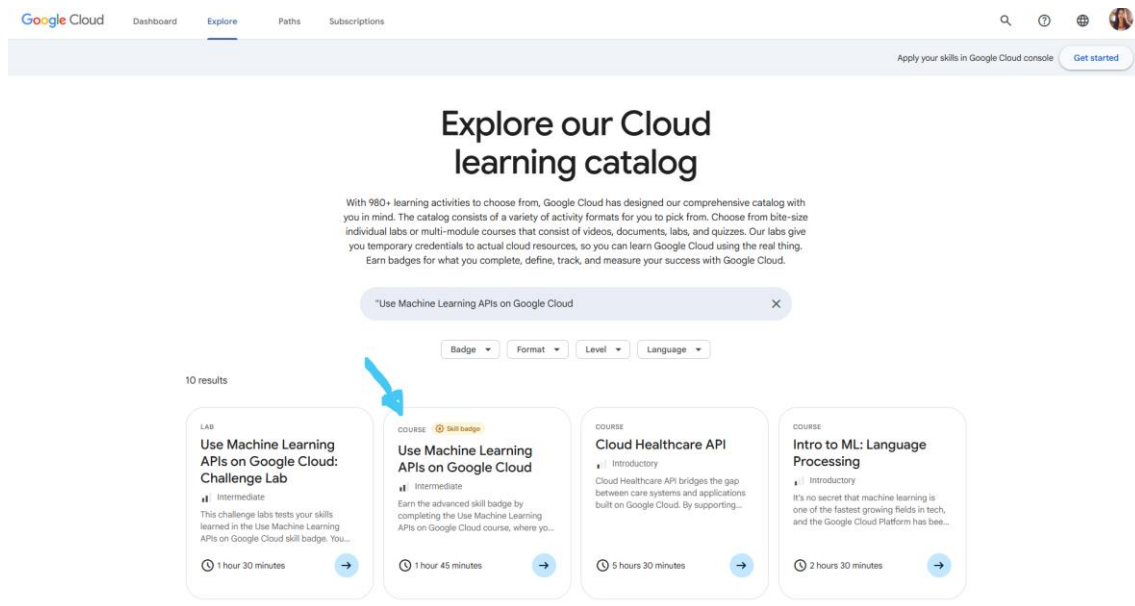 Google Cloud Dashboard Explore Paths Subscriptions
Apply your skills in Google Cloud console Get started
Explore our Cloud
learning catalog
With 980+ learning activities to choose from, Google Cloud has designed our comprehensive catalog with
you in mind. The catalog consists of a variety of activity formats for you to pick from. Choose from bite-size
individual labs or multi-module courses that consist of videos, documents, labs, and quizzes. Our labs give
you temporary credentials to actual cloud resources, so you can learn Google Cloud using the real thing.
Earn badges for what you complete, define, track, and measure your success with Google Cloud.
"Use Machine Learning APIs on Google Cloud
Badge Format Level Language
10 results
LAB
Use Machine Learning
APIs on Google Cloud:
Challenge Lab
Intermediate
This challenge labs tests your skills
learned in the Use Machine Learning
APIs on Google Cloud skill badge. You...
1 hour 30 minutes
COURSE Skill badge
Use Machine Learning
APIs on Google Cloud
Intermediate
Earn the advanced skill badge by
completing the Use Machine Learning
APIs on Google Cloud course, where yo...
1 hour 45 minutes
COURSE
Cloud Healthcare API
Introductory
Cloud Healthcare API bridges the gap
between care systems and applications
built on Google Cloud. By supporting...
5 hours 30 minutes
COURSE
Intro to ML: Language
Processing
Introductory
It's no secret that machine learning is
one of the fastest growing fields in tech,
and the Google Cloud Platform has bee...
2 hours 30 minutes